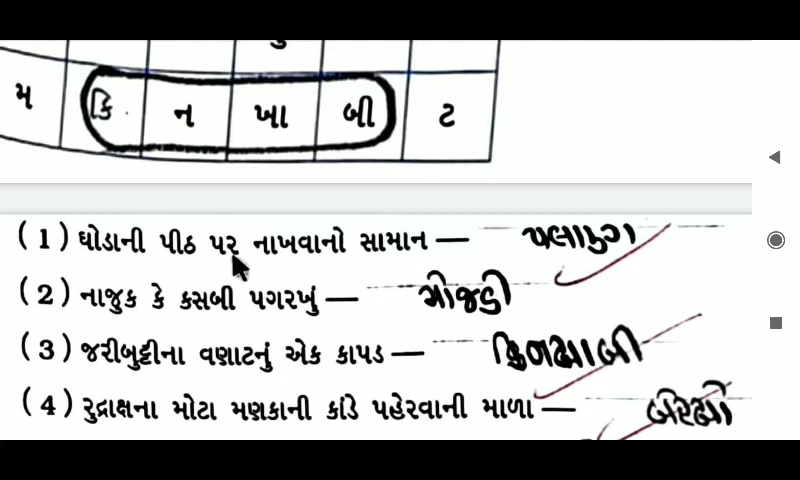 મ કિ ન ખા બી ટ
(1) ઘોડાની પીઠ પર નાખવાનો સામાન — પલાણ
(2) નાજુક કે કસબી પગરખું — મોજડી
(3) જરીબુટ્ટીના વણાટનું એક કાપડ — કિનખાબી
(4) રુદ્રાક્ષના મોટા મણકાની કાંડે પહેરવાની માળા — બેરખો